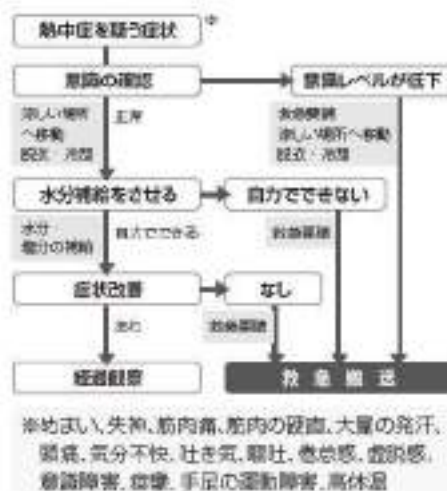 熱中症を疑う症状
※
意識の確認
意識レベルが低下
涼しい場所
へ移動
脱衣・冷却
正常
救急要請
涼しい場所へ移動
脱衣・冷却
水分補給をさせる
自力でできない
水分・
塩分の補給
自力でできる
救急要請
症状改善
なし
あり
救急要請
経過観察
救急搬送
※めまい、失神、筋肉痛、筋肉の硬直、大量の発汗、
頭痛、気分不快、吐き気、嘔吐、倦怠感、虚脱感、
意識障害、痙攣、手足の運動障害、高体温